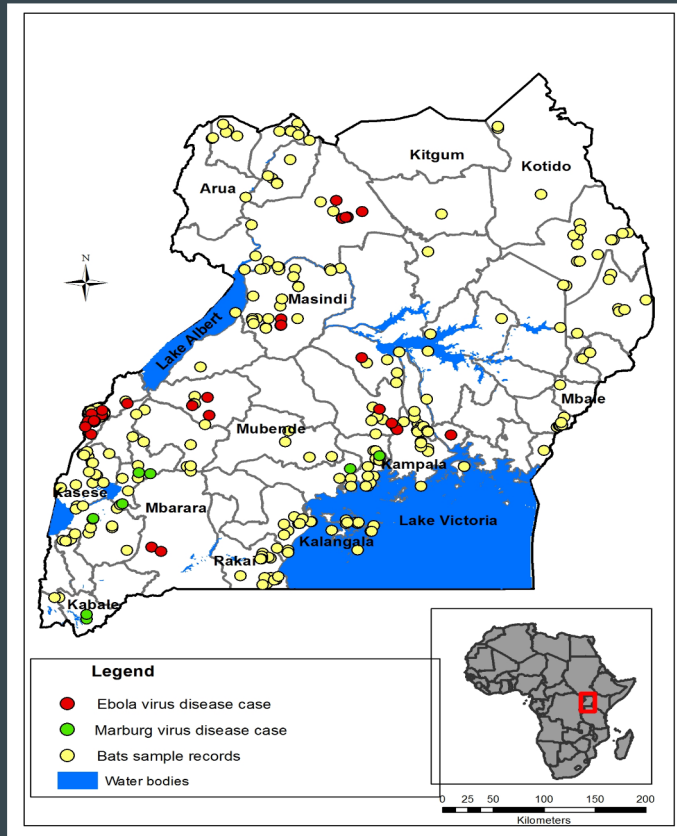 Kitgum
Kotido
Arua
N
Masindi
Lake Albert
Mbale
Mubende
Kampala
Kasese
Mbarara
Lake Victoria
Kalangala
Rakai
Kabale
Legend
Ebola virus disease case
Marburg virus disease case
Bats sample records
Water bodies
0 25 50 100 150 200
Kilometers